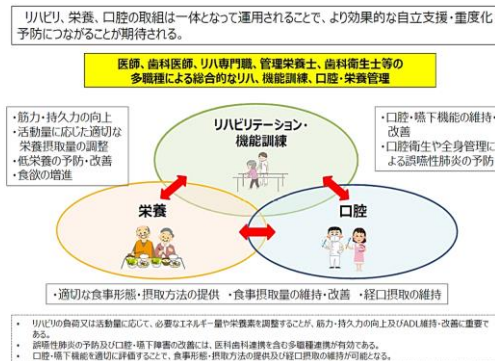 リハビリ、栄養、口腔の取組は一体となって運用されることで、より効果的な自立支援・重度化
予防につながることが期待される。
医師、歯科医師、リハ専門職、管理栄養士、歯科衛生士等の
多職種による総合的なリハ、機能訓練、口腔・栄養管理
・筋力・持久力の向上
・活動量に応じた適切な
栄養摂取量の調整
・低栄養の予防・改善
・食欲の増進
リハビリテーション・
機能訓練
・口腔・嚥下機能の維持・
改善
・口腔衛生や全身管理に
よる誤嚥性肺炎の予防
栄養
口腔
・適切な食事形態・摂取方法の提供 ・食事摂取量の維持・改善 ・経口摂取の維持
• リハビリの負荷又は活動量に応じて、必要なエネルギー量や栄養素を調整することが、筋力・持久力の向上及びADL維持・改善に重要で
ある。
• 誤嚥性肺炎の予防及び口腔・嚥下障害の改善には、医科歯科連携を含む多職種連携が有効である。
• 口腔・嚥下機能を適切に評価することで、食事形態・摂取方法の提供及び経口摂取の維持が可能となる。